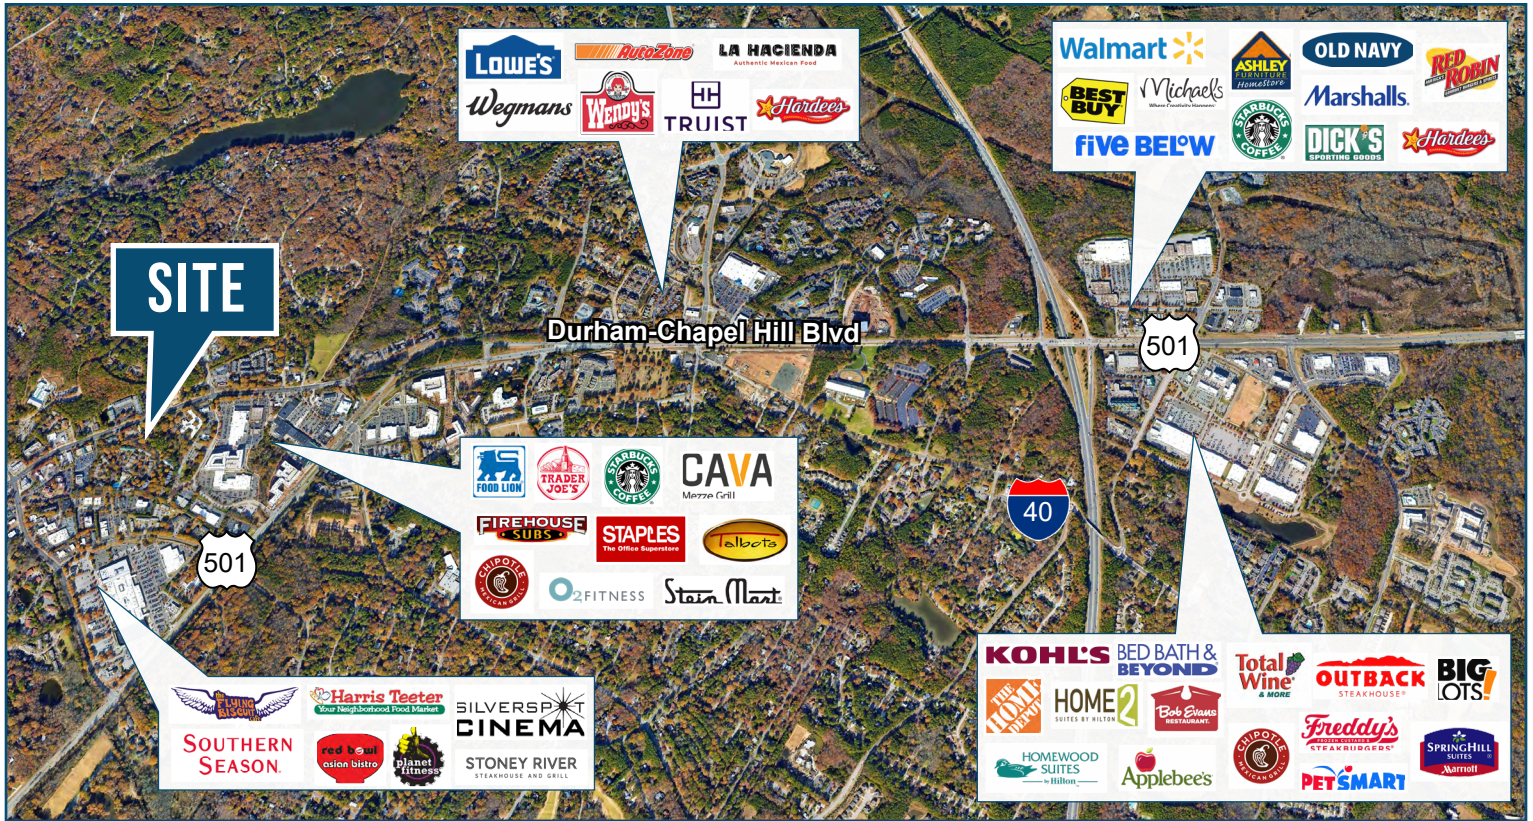 LOWE'S
AutoZone
LA HACIENDA
Authentic Mexican Food
Wegmans
WENDY'S
TRUIST
Hardee's
Walmart
ASHLEY
FURNITURE
HomeStore
OLD NAVY
RED
ROBIN
BEST
BUY
Michaels
Where Creativity Happens
Marshalls
five BELOW
STARBUCKS
COFFEE
DICK'S
SPORTING GOODS
Hardee's
SITE
Durham-Chapel Hill Blvd
501
FOOD LION
TRADER
JOE'S
STARBUCKS
COFFEE
CAVA
Mezze Grill
FIREHOUSE
SUBS
STAPLES
The Office Superstore
Talbots
CHIPOTLE
MEXICAN GRILL
O2 FITNESS
Stein Mart
40
501
the
FLYING
BISCUIT
CAFE
Harris Teeter
Your Neighborhood Food Market
SILVERSPOT
CINEMA
SOUTHERN
SEASON
red bowl
asian bistro
planet
fitness
STONEY RIVER
STEAKHOUSE AND GRILL
KOHL'S
BED BATH &
BEYOND
Total
Wine
& MORE
OUTBACK
STEAKHOUSE®
BIG
LOTS!
THE
HOME
DEPOT
HOME2
SUITES BY HILTON
Bob Evans
RESTAURANT.
Freddy's
FROZEN CUSTARD &
STEAKBURGERS®
HOMEWOOD
SUITES
by Hilton
Applebee's
CHIPOTLE
MEXICAN GRILL
PETSMART
SPRINGHILL
SUITES
Marriott